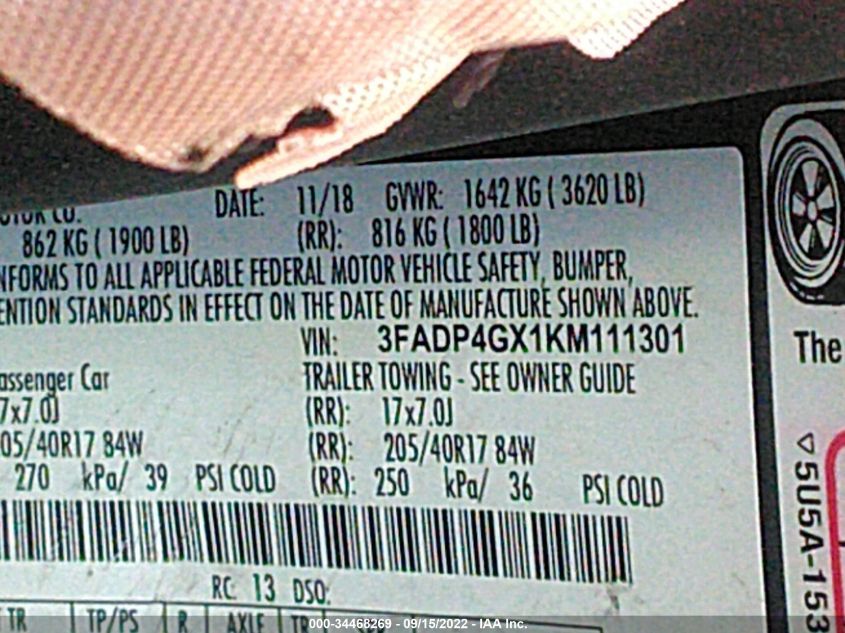 MOTOR CO. DATE: 11/18 GVWR: 1642 KG ( 3620 LB)
862 KG ( 1900 LB) (RR): 816 KG ( 1800 LB)
NFORMS TO ALL APPLICABLE FEDERAL MOTOR VEHICLE SAFETY, BUMPER,
ENTION STANDARDS IN EFFECT ON THE DATE OF MANUFACTURE SHOWN ABOVE.
VIN: 3FADP4GX1KM111301
assenger Car TRAILER TOWING - SEE OWNER GUIDE
7x7.0J (RR): 17x7.0J
05/40R17 84W (RR): 205/40R17 84W
270 kPa/ 39 PSI COLD (RR): 250 kPa/ 36 PSI COLD
RC: 13 DSO:
TR TP/PS R AXLE TR
The
▽5U5A-153
000-34468269 - 09/15/2022 - IAA Inc.